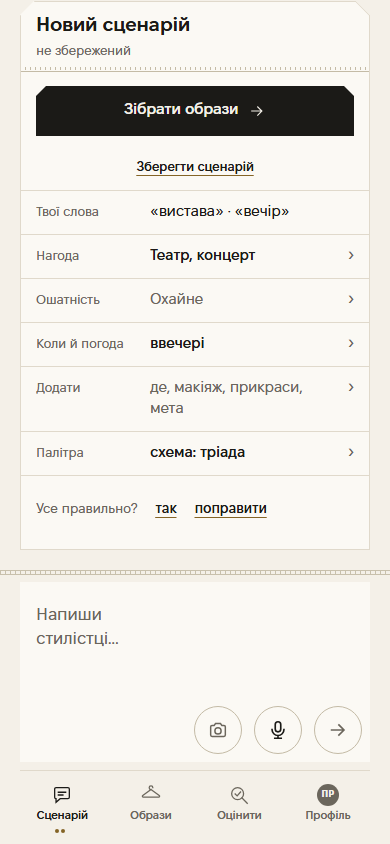 Новий сценарій
не збережений
Зібрати образи →
Зберегти сценарій
Твої слова «вистава» · «вечір»
Нагода Театр, концерт ›
Ошатність Охайне ›
Коли й погода ввечері ›
Додати де, макіяж, прикраси, ›
мета
Палітра схема: тріада ›
Усе правильно? так поправити
Напиши
стилістці...
Сценарій Образи Оцінити ПР Профіль